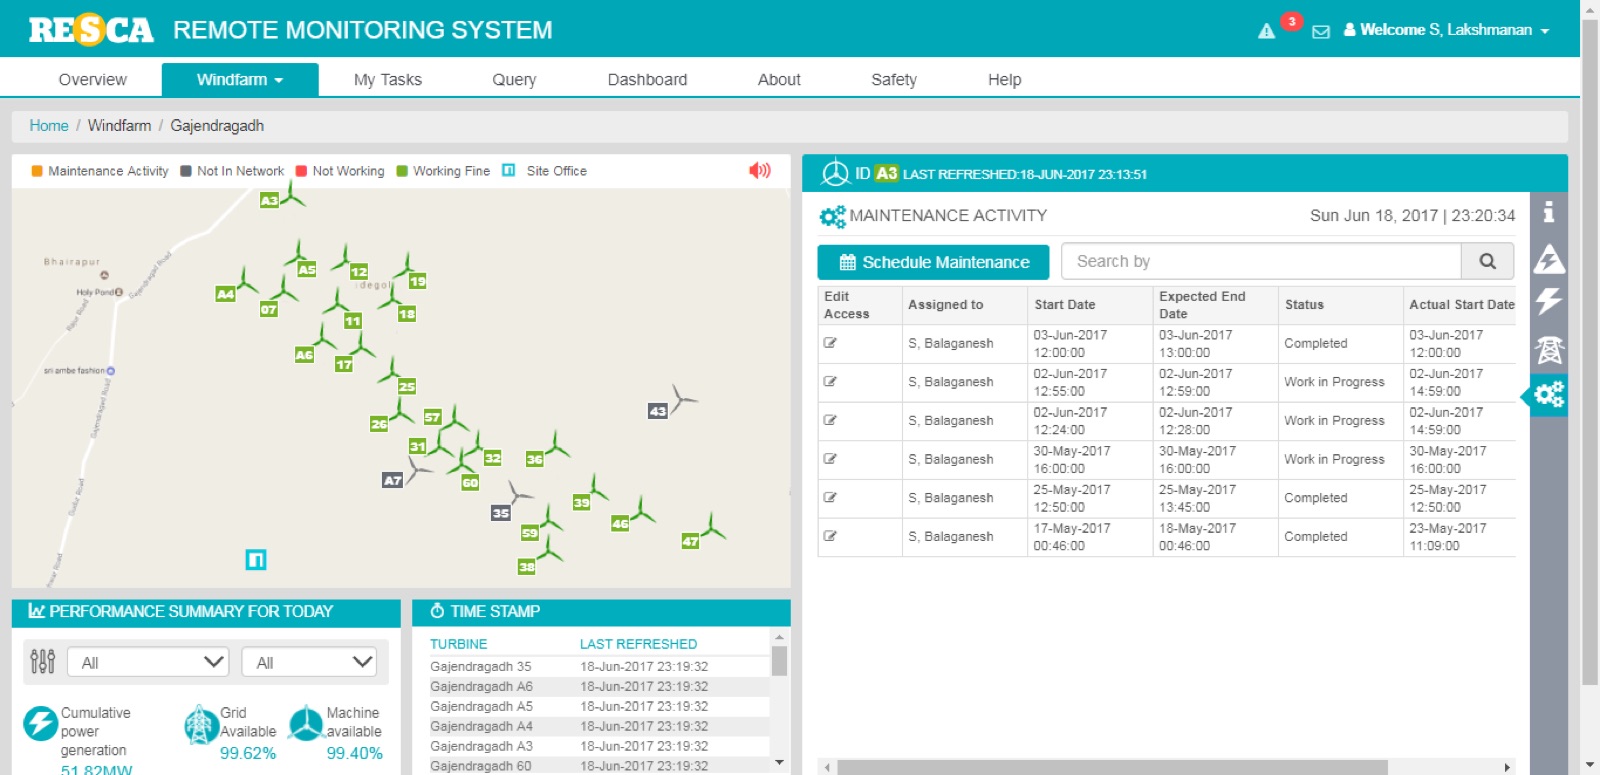 RESCA REMOTE MONITORING SYSTEM
3
Welcome S, Lakshmanan
Overview Windfarm My Tasks Query Dashboard About Safety Help
Home / Windfarm / Gajendragadh
Maintenance Activity Not In Network Not Working Working Fine Site Office
A3
Bhairapur
Holy Pond
Gajendragad Road
A5
12
19
A4
07
idegol
11
18
A6
17
sri ambe fashion
Gajendragad Road
25
43
26
57
31
32
36
A7
60
35
39
46
59
47
38
PERFORMANCE SUMMARY FOR TODAY
All All
Cumulative power generation
51.82MW
Grid Available
99.62%
Machine available
99.40%
TIME STAMP
TURBINE LAST REFRESHED
Gajendragadh 35 18-Jun-2017 23:19:32
Gajendragadh A6 18-Jun-2017 23:19:32
Gajendragadh A5 18-Jun-2017 23:19:32
Gajendragadh A4 18-Jun-2017 23:19:32
Gajendragadh A3 18-Jun-2017 23:19:32
Gajendragadh 60 18-Jun-2017 23:19:32
ID A3 LAST REFRESHED:18-JUN-2017 23:13:51
MAINTENANCE ACTIVITY Sun Jun 18, 2017 | 23:20:34
Schedule Maintenance Search by
Edit Access Assigned to Start Date Expected End Date Status Actual Start Date
S, Balaganesh 03-Jun-2017 12:00:00 03-Jun-2017 13:00:00 Completed 03-Jun-2017 12:00:00
S, Balaganesh 02-Jun-2017 12:55:00 02-Jun-2017 12:59:00 Work in Progress 02-Jun-2017 14:59:00
S, Balaganesh 02-Jun-2017 12:24:00 02-Jun-2017 12:28:00 Work in Progress 02-Jun-2017 14:59:00
S, Balaganesh 30-May-2017 16:00:00 30-May-2017 16:00:00 Work in Progress 30-May-2017 16:00:00
S, Balaganesh 25-May-2017 12:50:00 25-May-2017 13:45:00 Completed 25-May-2017 12:50:00
S, Balaganesh 17-May-2017 00:46:00 18-May-2017 00:46:00 Completed 23-May-2017 11:09:00